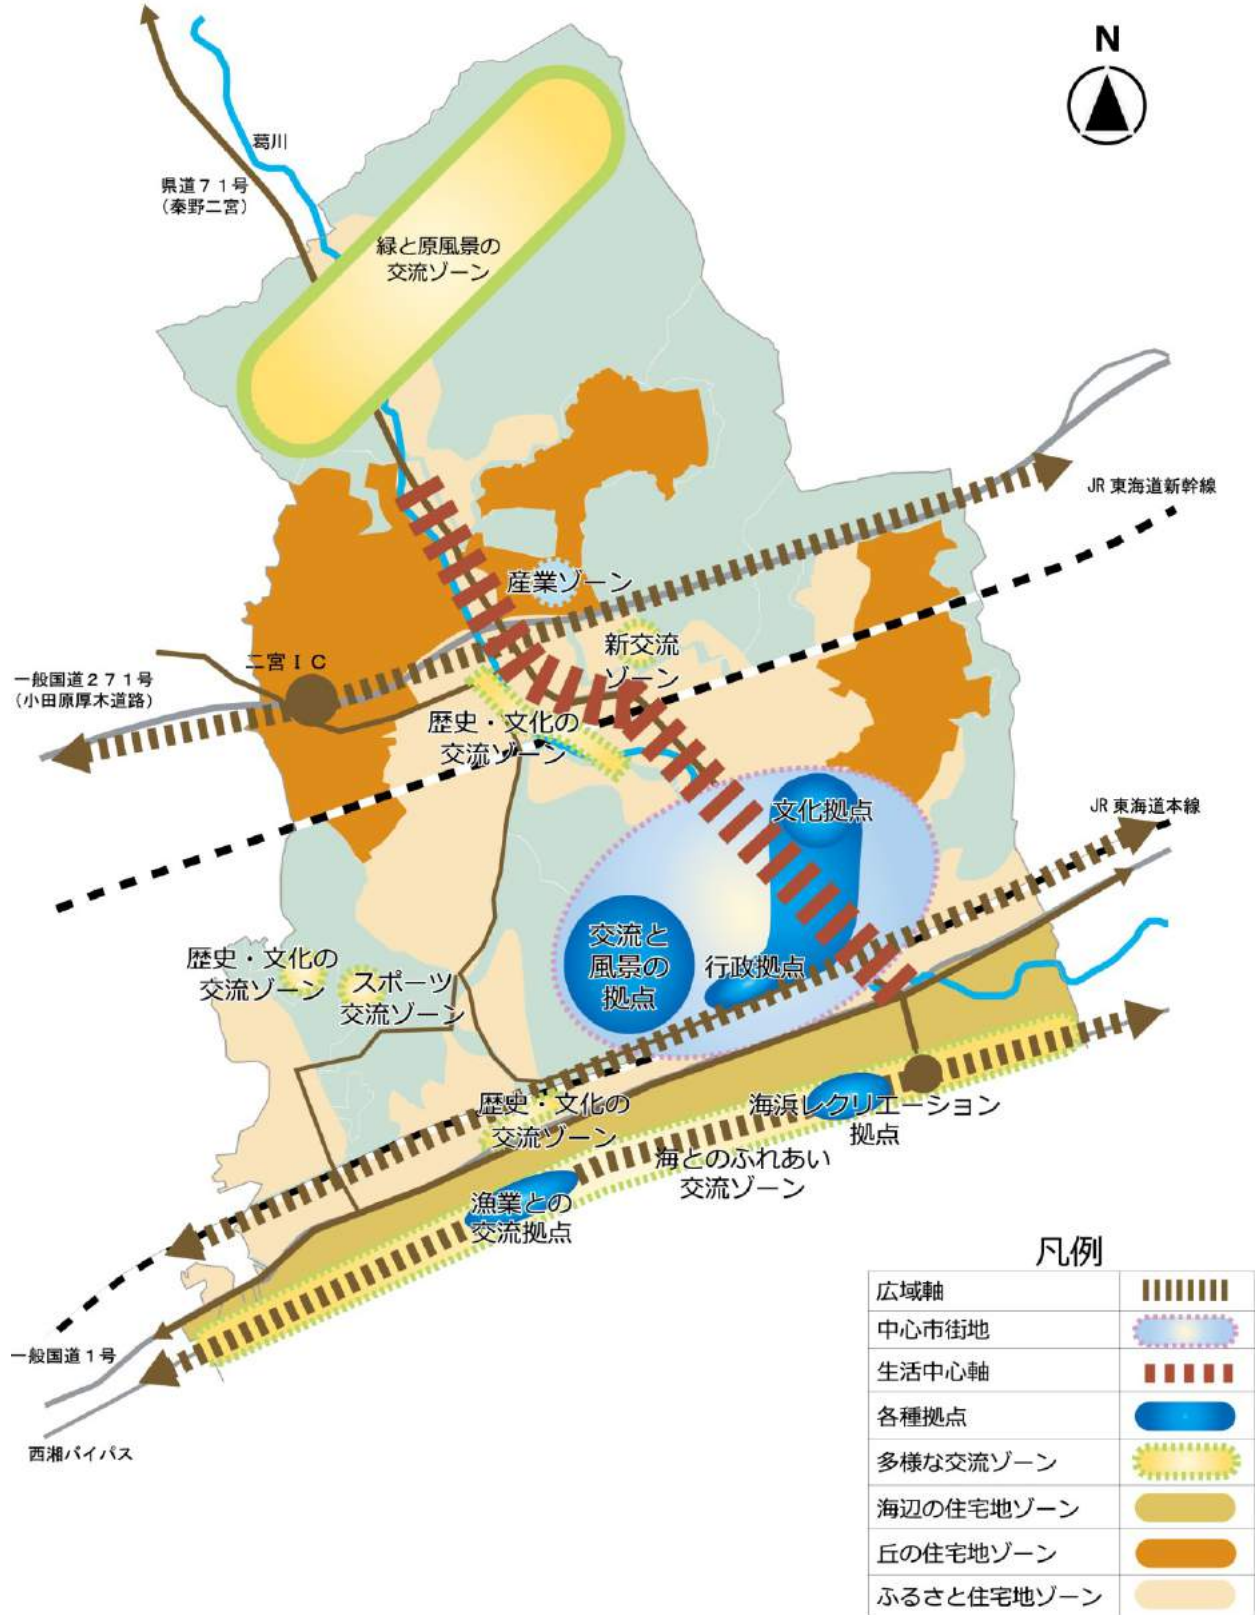 N
葛川
県道７１号
（秦野二宮）
緑と原風景の
交流ゾーン
JR 東海道新幹線
産業ゾーン
新交流
ゾーン
二宮ＩＣ
一般国道２７１号
（小田原厚木道路）
歴史・文化の
交流ゾーン
JR 東海道本線
文化拠点
交流と
風景の
拠点
行政拠点
歴史・文化の
交流ゾーン
スポーツ
交流ゾーン
歴史・文化の
交流ゾーン
海浜レクリエーション
拠点
海とのふれあい
交流ゾーン
漁業との
交流拠点
一般国道１号
西湘バイパス
凡例
広域軸
中心市街地
生活中心軸
各種拠点
多様な交流ゾーン
海辺の住宅地ゾーン
丘の住宅地ゾーン
ふるさと住宅地ゾーン